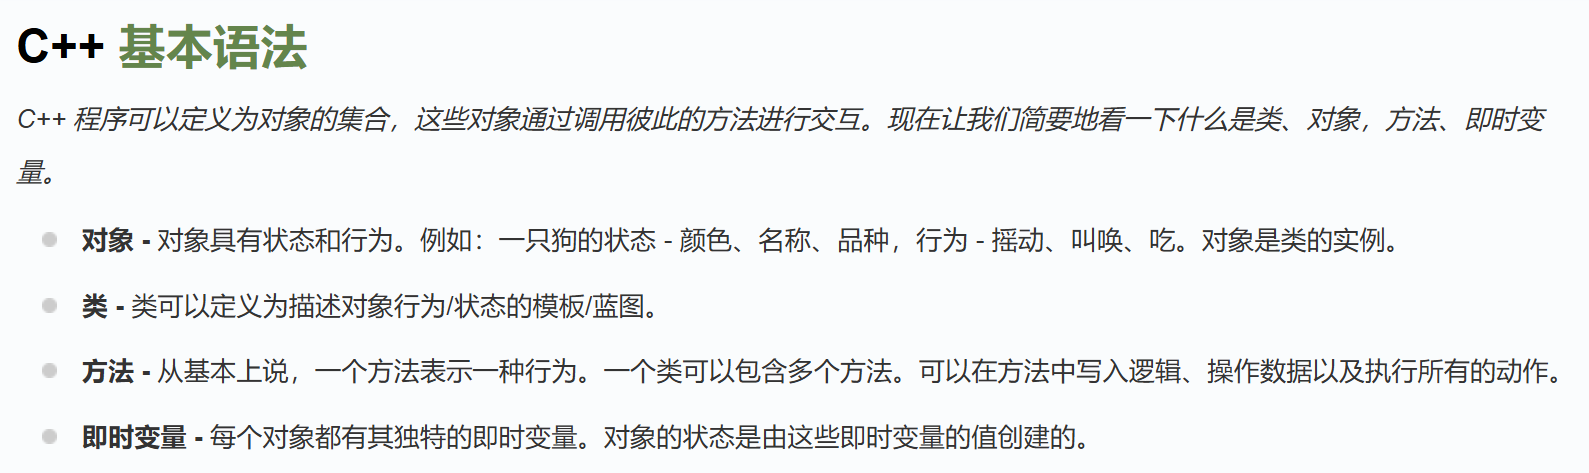 C++ 基本语法
C++ 程序可以定义为对象的集合，这些对象通过调用彼此的方法进行交互。现在让我们简要地看一下什么是类、对象，方法、即时变
量。
对象 - 对象具有状态和行为。例如：一只狗的状态 - 颜色、名称、品种，行为 - 摇动、叫唤、吃。对象是类的实例。
类 - 类可以定义为描述对象行为/状态的模板/蓝图。
方法 - 从基本上说，一个方法表示一种行为。一个类可以包含多个方法。可以在方法中写入逻辑、操作数据以及执行所有的动作。
即时变量 - 每个对象都有其独特的即时变量。对象的状态是由这些即时变量的值创建的。